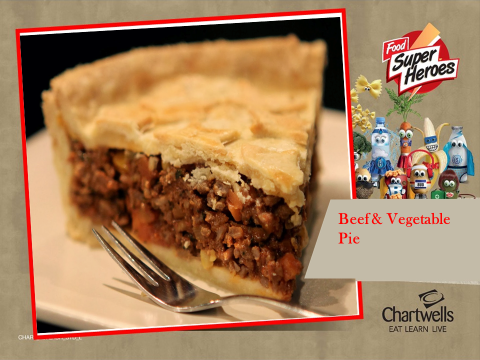 Food
Super
Heroes
Beef & Vegetable
Pie
Chartwells
EAT LEARN LIVE